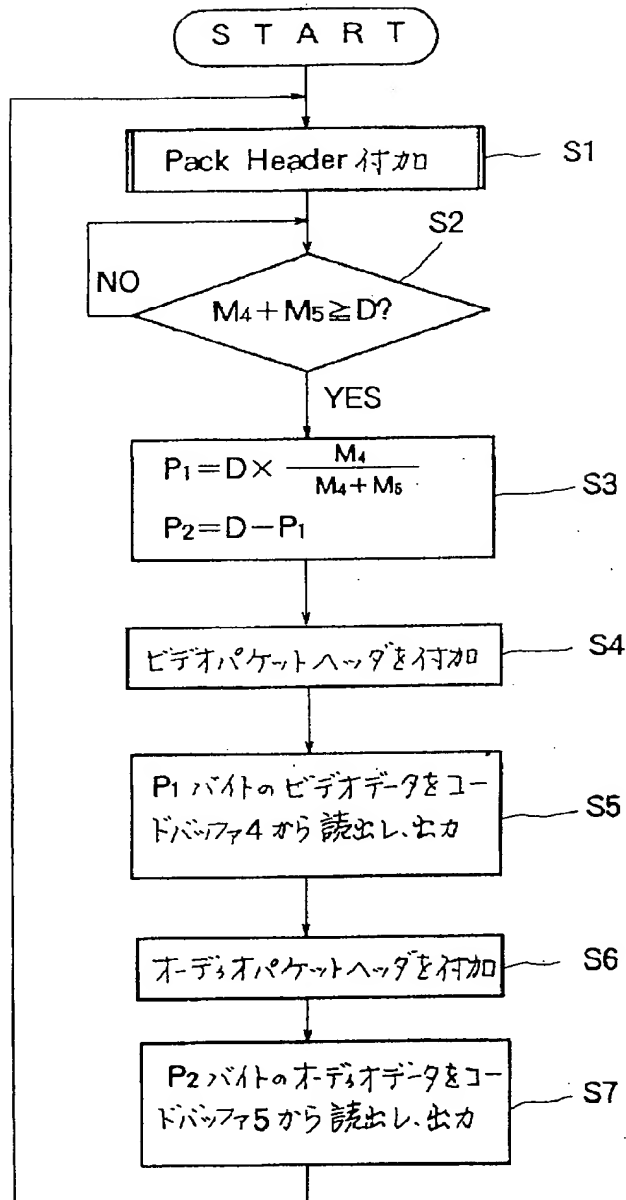 START
Pack Header 付加
S1
S2
NO
M4+M5≧D?
YES
P1=D× M4/M4+M5
P2=D-P1
S3
ビデオパケットヘッダを付加
S4
P1 バイトのビデオデータをコー
ドバッファ4から読出し、出力
S5
オーディオパケットヘッダを付加
S6
P2 バイトのオーディオデータをコー
ドバッファ5から読出し、出力
S7